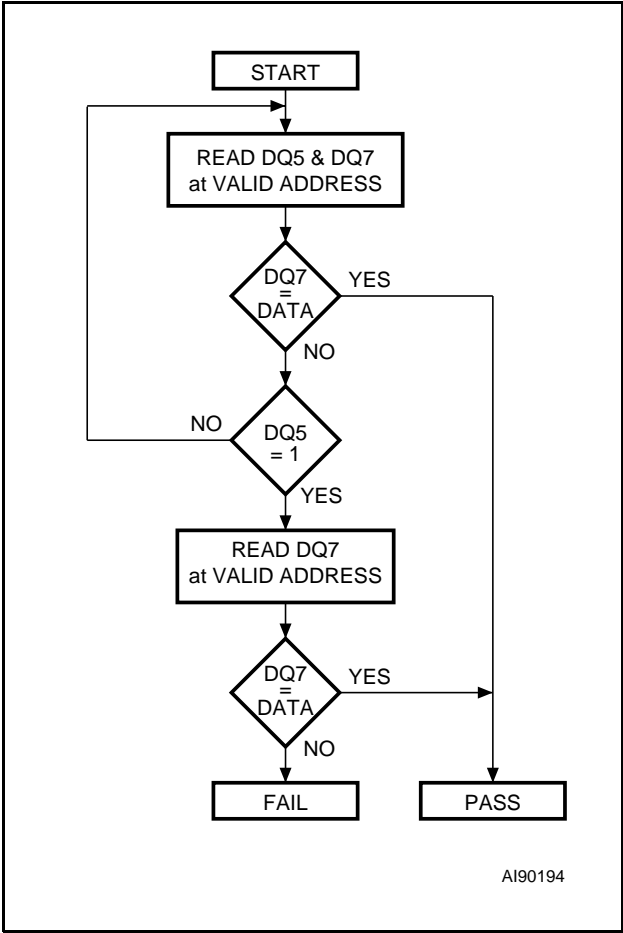 START
READ DQ5 & DQ7
at VALID ADDRESS
DQ7
=
DATA
YES
NO
NO
DQ5
= 1
YES
READ DQ7
at VALID ADDRESS
DQ7
=
DATA
YES
NO
FAIL
PASS
AI90194